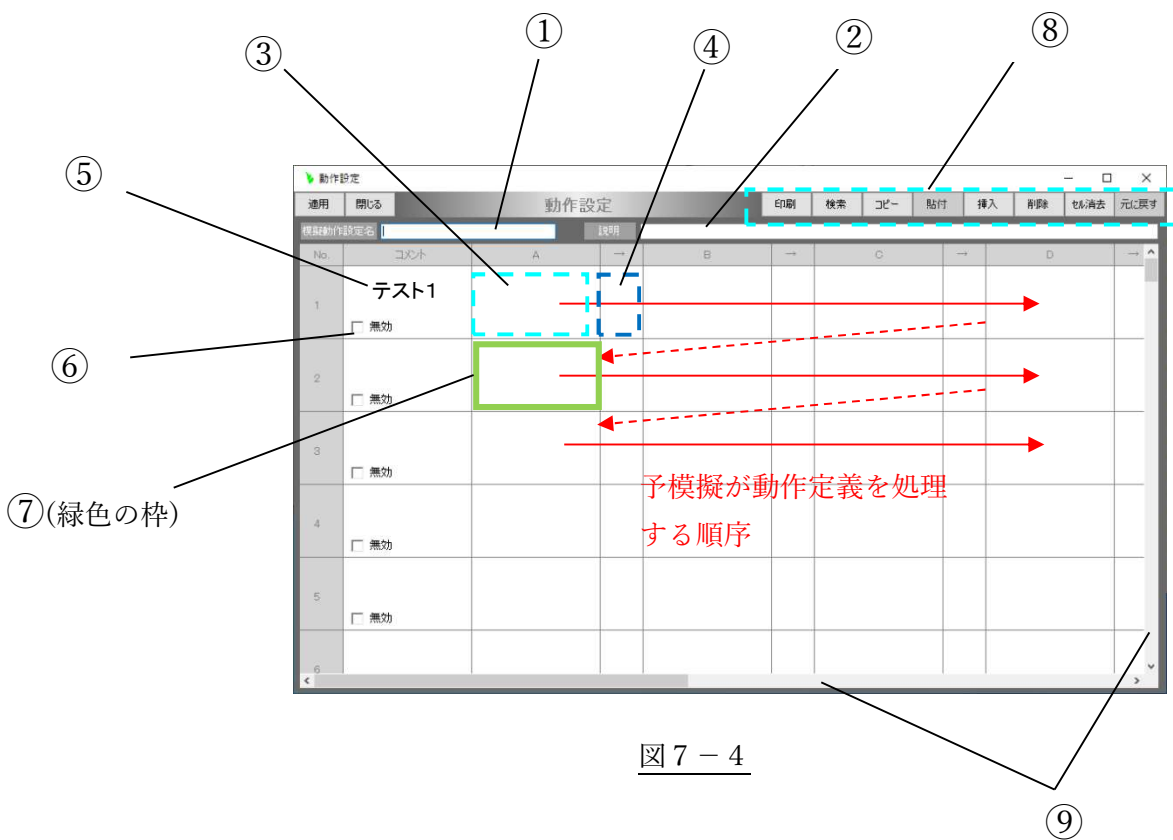 ①
②
③
④
⑧
⑤
動作設定
適用 閉じる 動作設定 印刷 検索 コピー 貼付 挿入 削除 セル消去 元に戻す
模擬動作設定名 説明
No. コメント A → B → C → D →
テスト1
1
無効
⑥
2
無効
3
無効
⑦(緑色の枠)
予模擬が動作定義を処理
する順序
4
無効
5
無効
6
図7-4
⑨